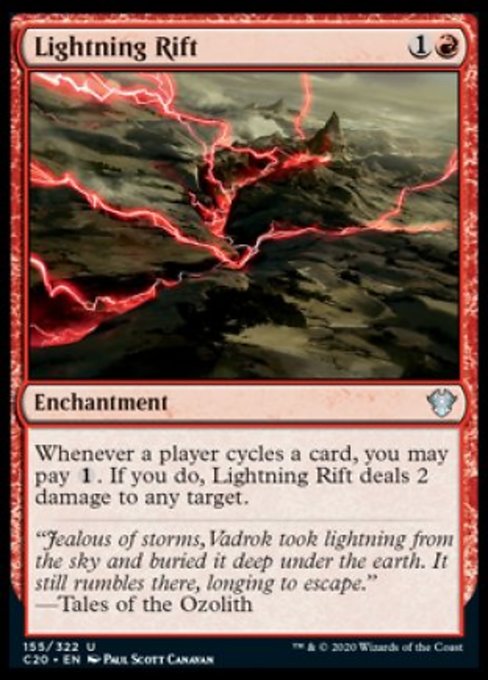 Lightning Rift 1
Enchantment
Whenever a player cycles a card, you may
pay 1. If you do, Lightning Rift deals 2
damage to any target.
"Jealous of storms, Vadrok took lightning from
the sky and buried it deep under the earth. It
still rumbles there, longing to escape."
—Tales of the Ozolith
155/322 U
C20 • EN Paul Scott Canavan
™ & © 2020 Wizards of the Coast